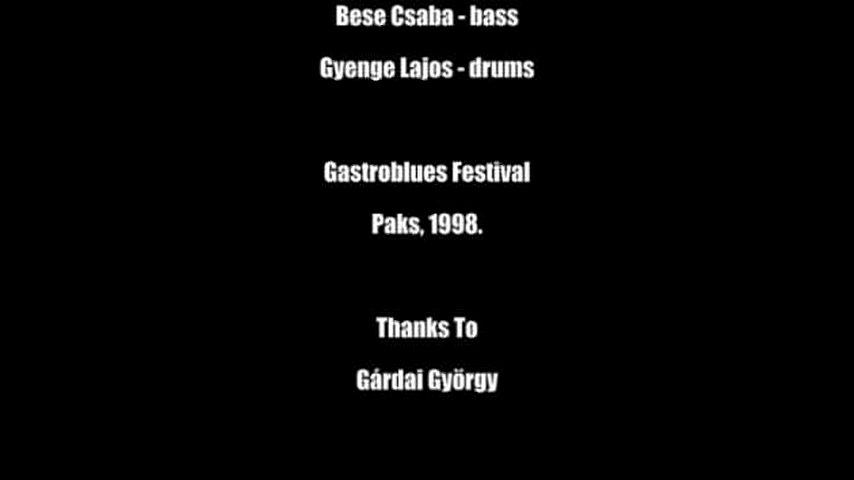 Bese Csaba - bass
Gyenge Lajos - drums
Gastroblues Festival
Paks, 1998.
Thanks To
Gárdai György